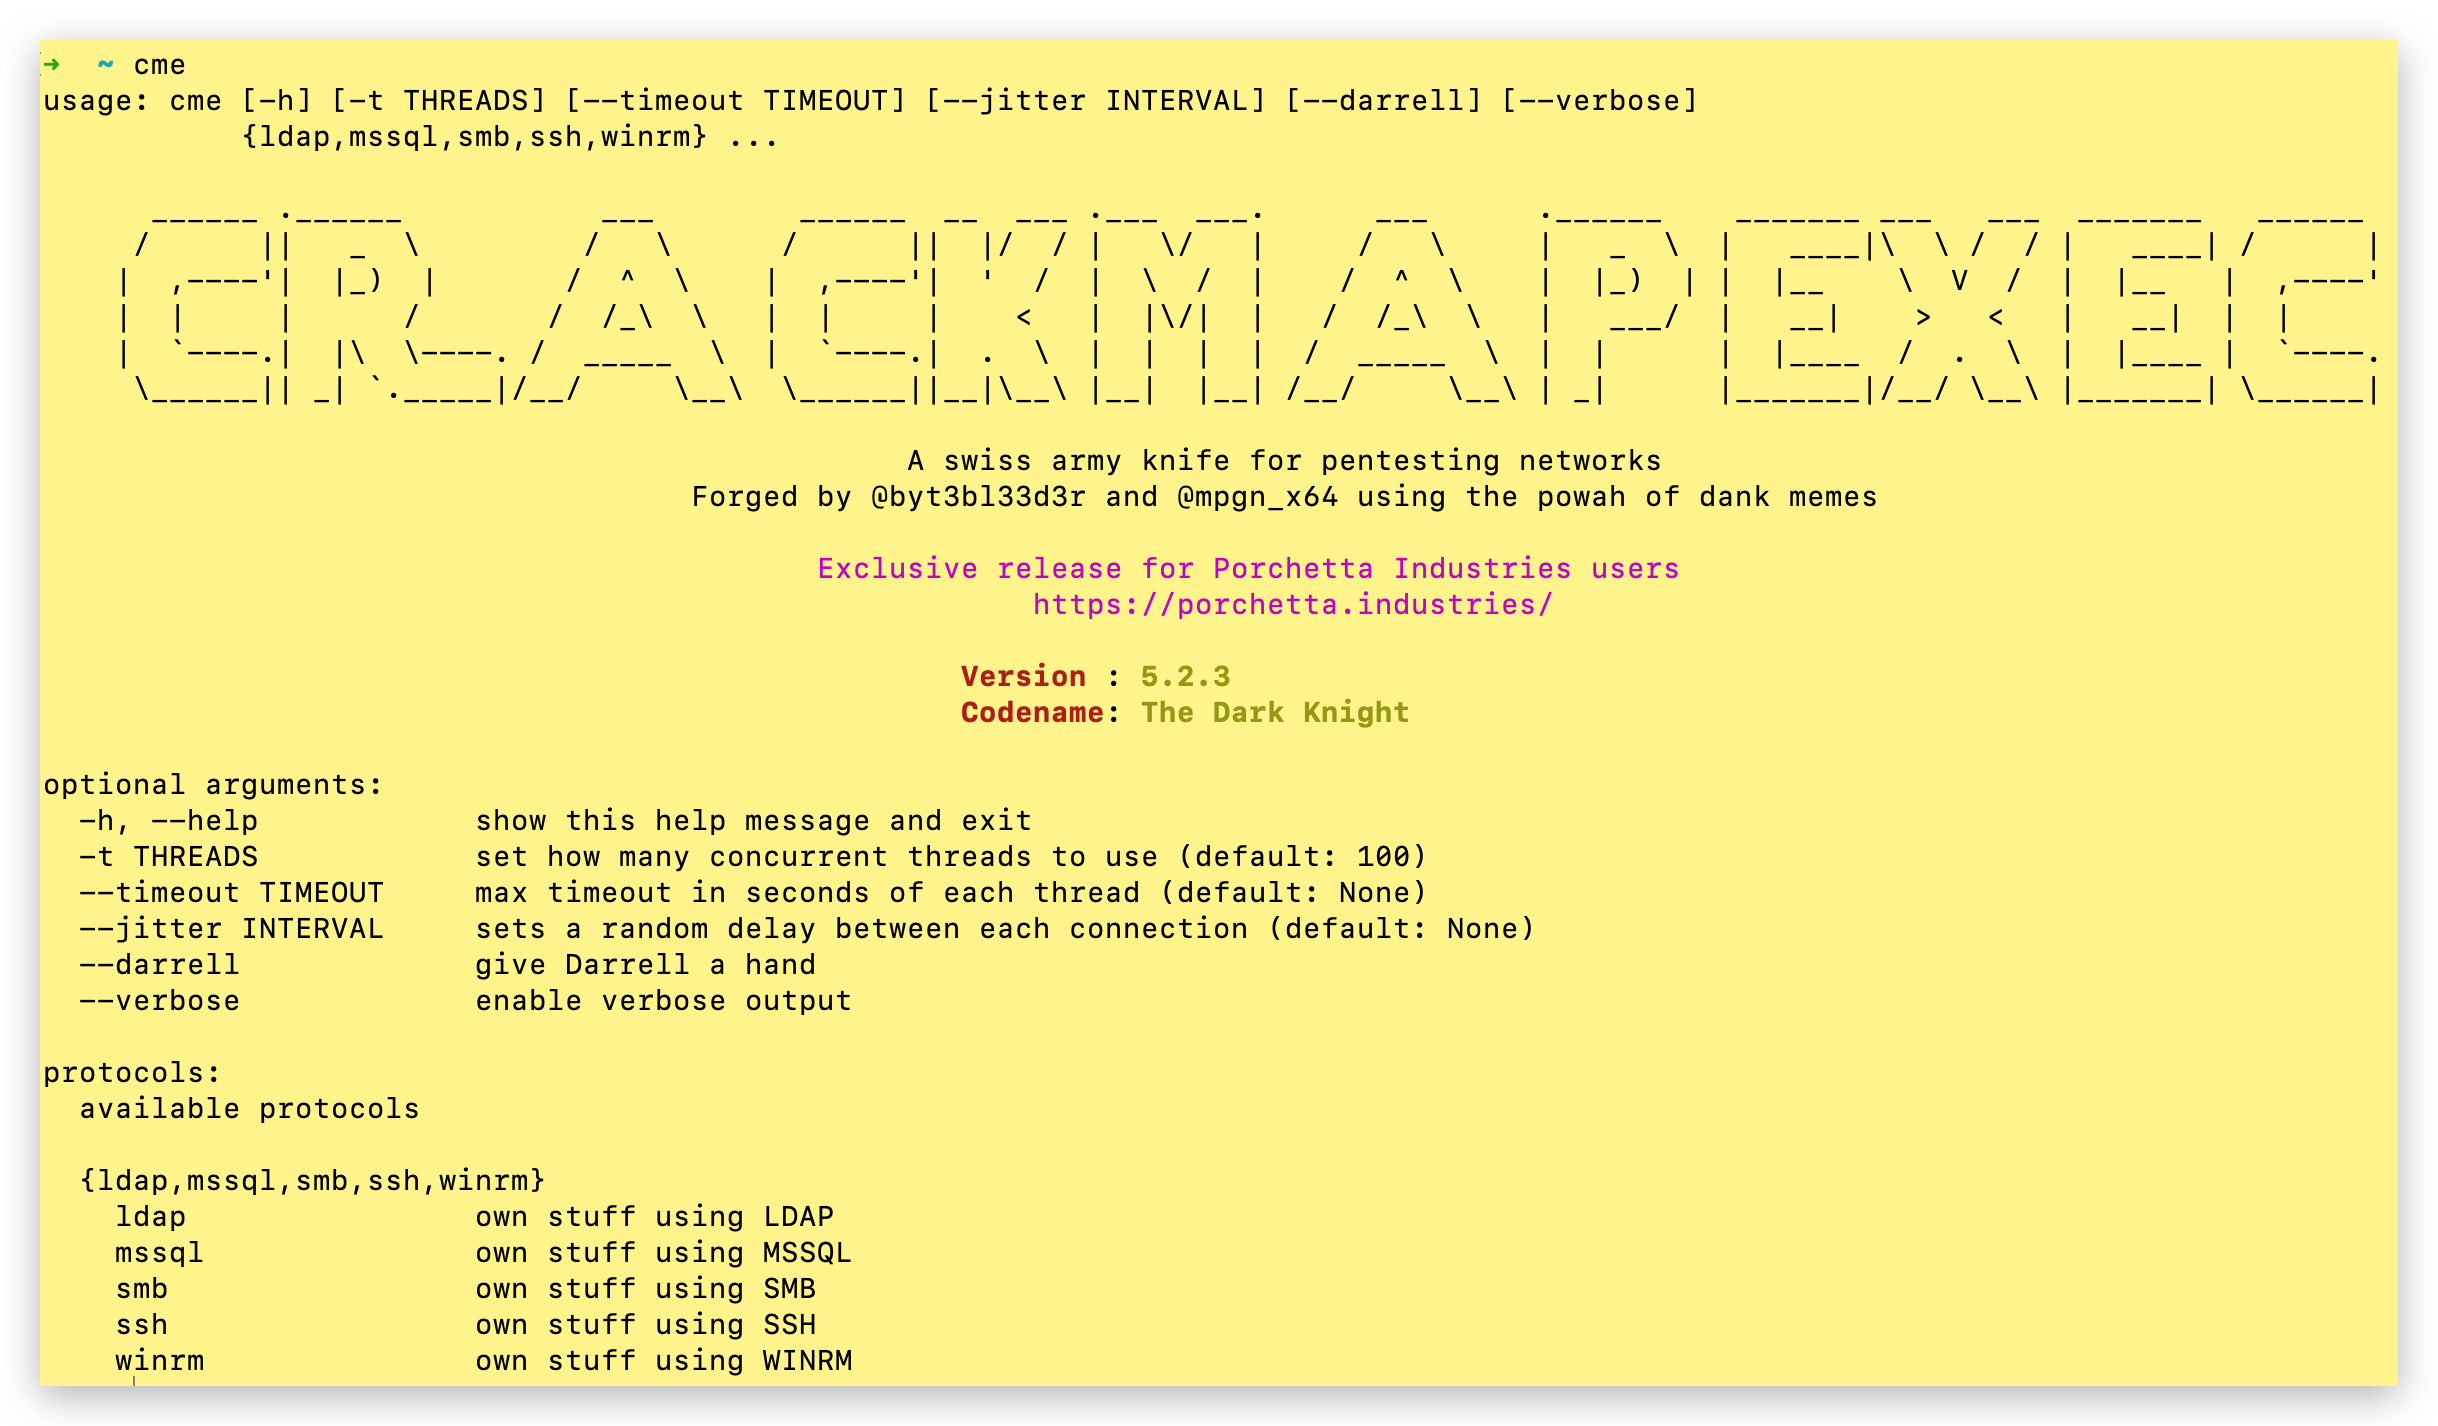 ➜  ~ cme
usage: cme [-h] [-t THREADS] [--timeout TIMEOUT] [--jitter INTERVAL] [--darrell] [--verbose]
           {ldap,mssql,smb,ssh,winrm} ...
CRACKMAPEXEC
A swiss army knife for pentesting networks
Forged by @byt3bl33d3r and @mpgn_x64 using the powah of dank memes
Exclusive release for Porchetta Industries users
https://porchetta.industries/
Version : 5.2.3
Codename: The Dark Knight
optional arguments:
  -h, --help            show this help message and exit
  -t THREADS            set how many concurrent threads to use (default: 100)
  --timeout TIMEOUT     max timeout in seconds of each thread (default: None)
  --jitter INTERVAL     sets a random delay between each connection (default: None)
  --darrell             give Darrell a hand
  --verbose             enable verbose output
protocols:
  available protocols
  {ldap,mssql,smb,ssh,winrm}
    ldap                own stuff using LDAP
    mssql               own stuff using MSSQL
    smb                 own stuff using SMB
    ssh                 own stuff using SSH
    winrm               own stuff using WINRM